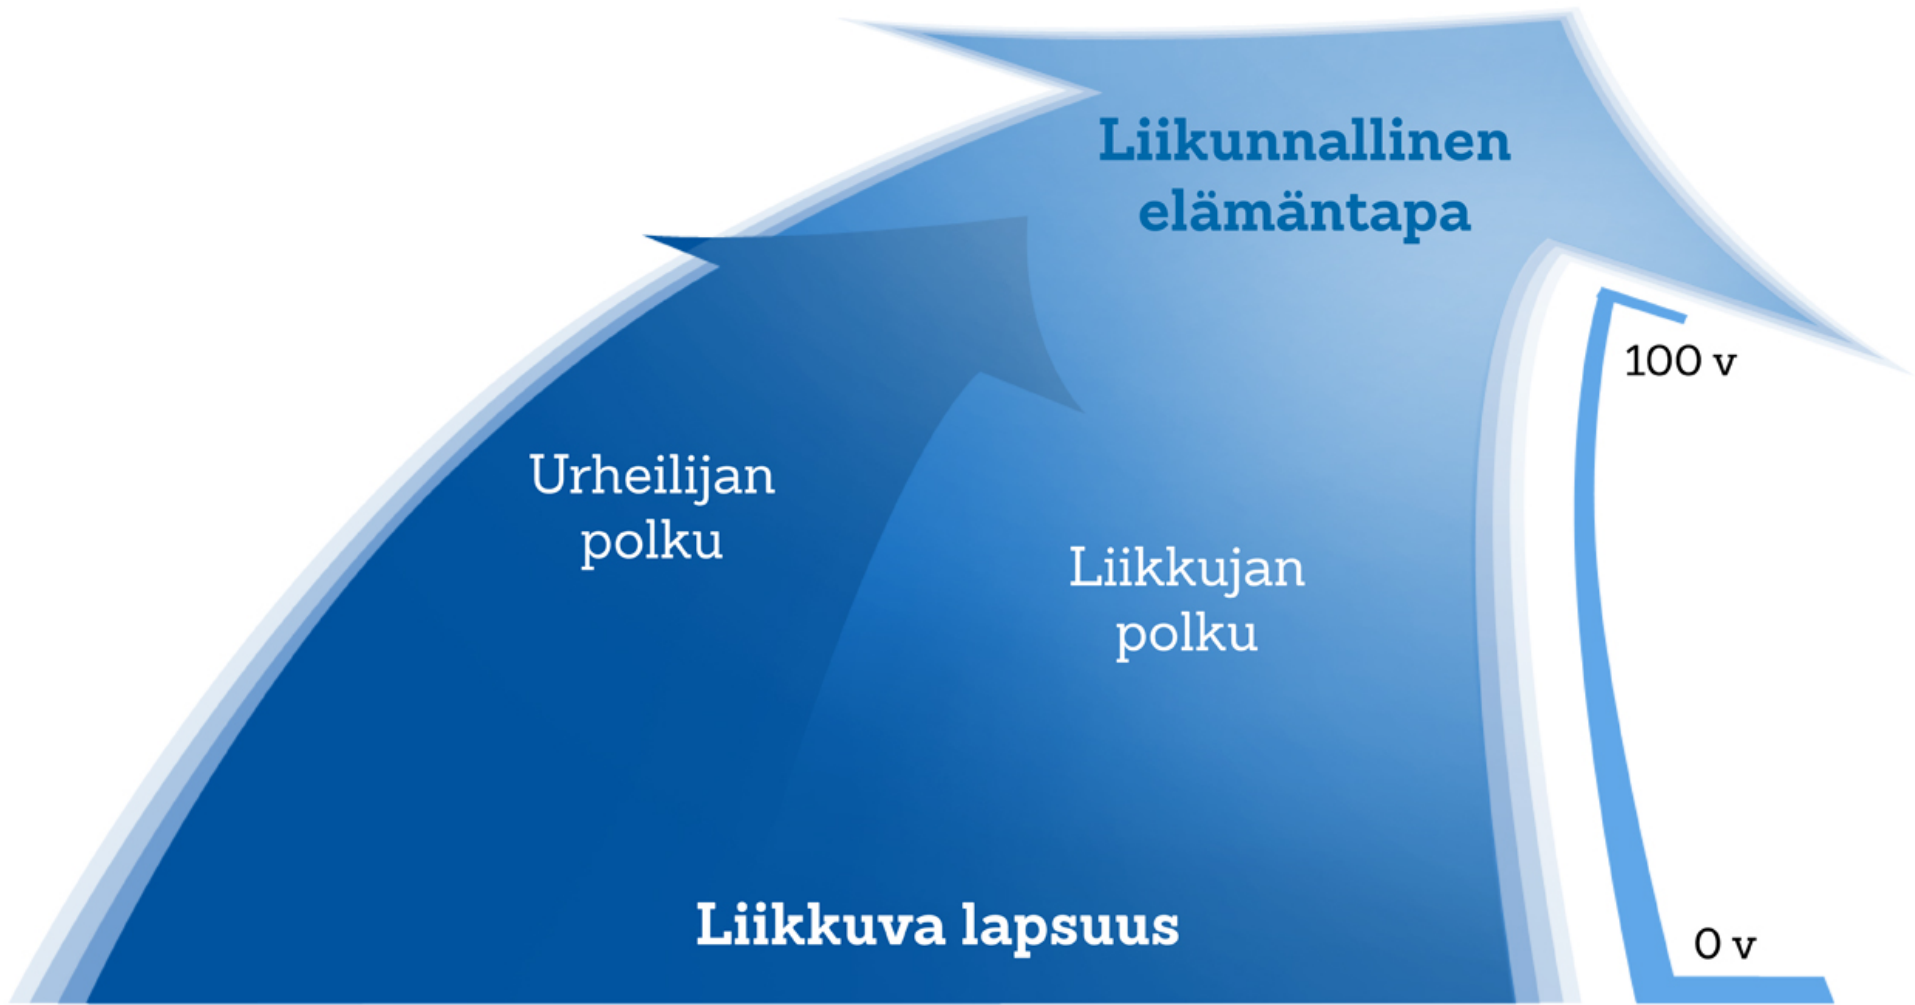 Liikunnallinen
elämäntapa
100 v
Urheilijan
polku
Liikkujan
polku
Liikkuva lapsuus
0 v